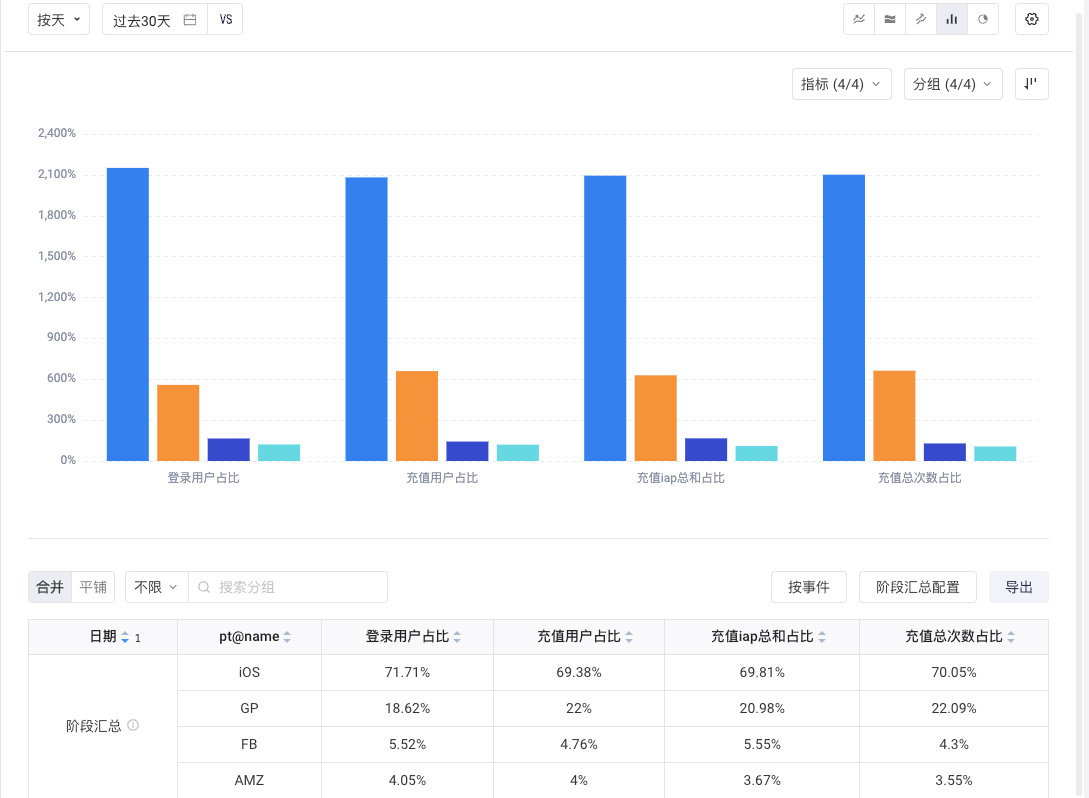 按天 过去30天 VS
指标 (4/4) 分组 (4/4)
2,400%
2,100%
1,800%
1,500%
1,200%
900%
600%
300%
0%
登录用户占比 充值用户占比 充值iap总和占比 充值总次数占比
合并 平铺 不限 搜索分组 按事件 阶段汇总配置 导出
日期 1 pt@name 登录用户占比 充值用户占比 充值iap总和占比 充值总次数占比
iOS 71.71% 69.38% 69.81% 70.05%
GP 18.62% 22% 20.98% 22.09%
阶段汇总
FB 5.52% 4.76% 5.55% 4.3%
AMZ 4.05% 4% 3.67% 3.55%